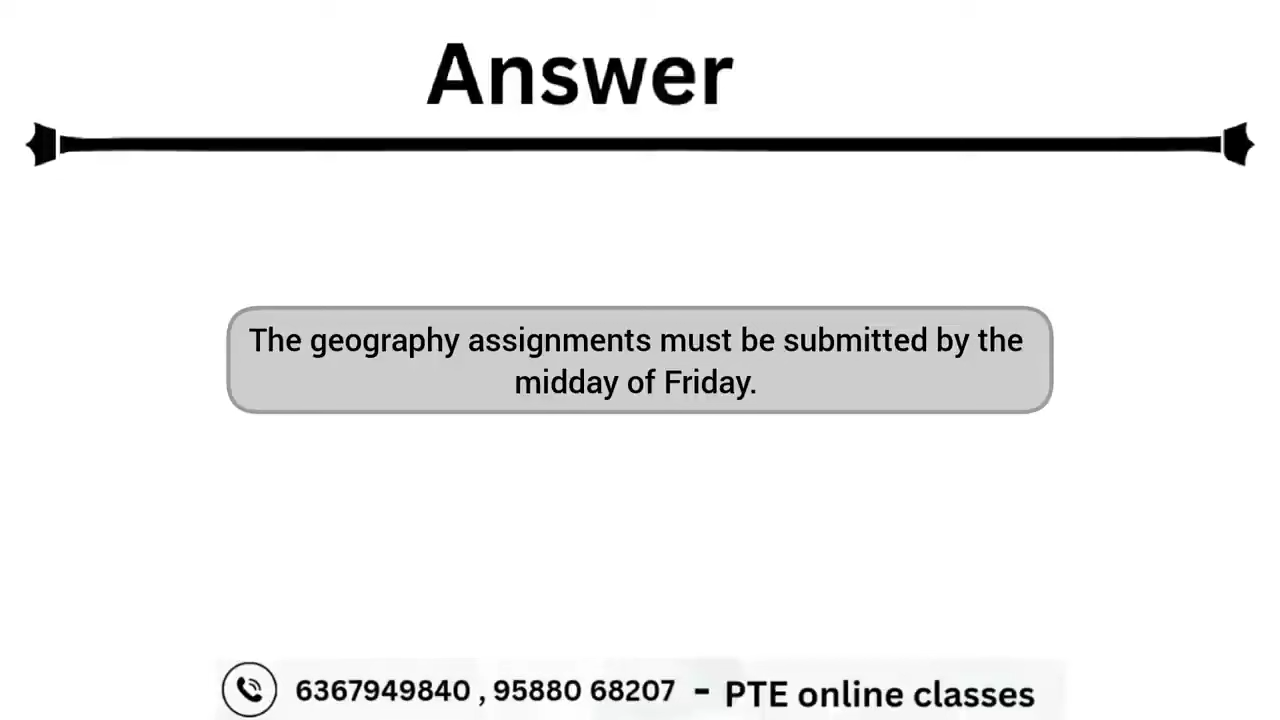 Answer
The geography assignments must be submitted by the
midday of Friday.
6367949840 , 95880 68207 - PTE online classes